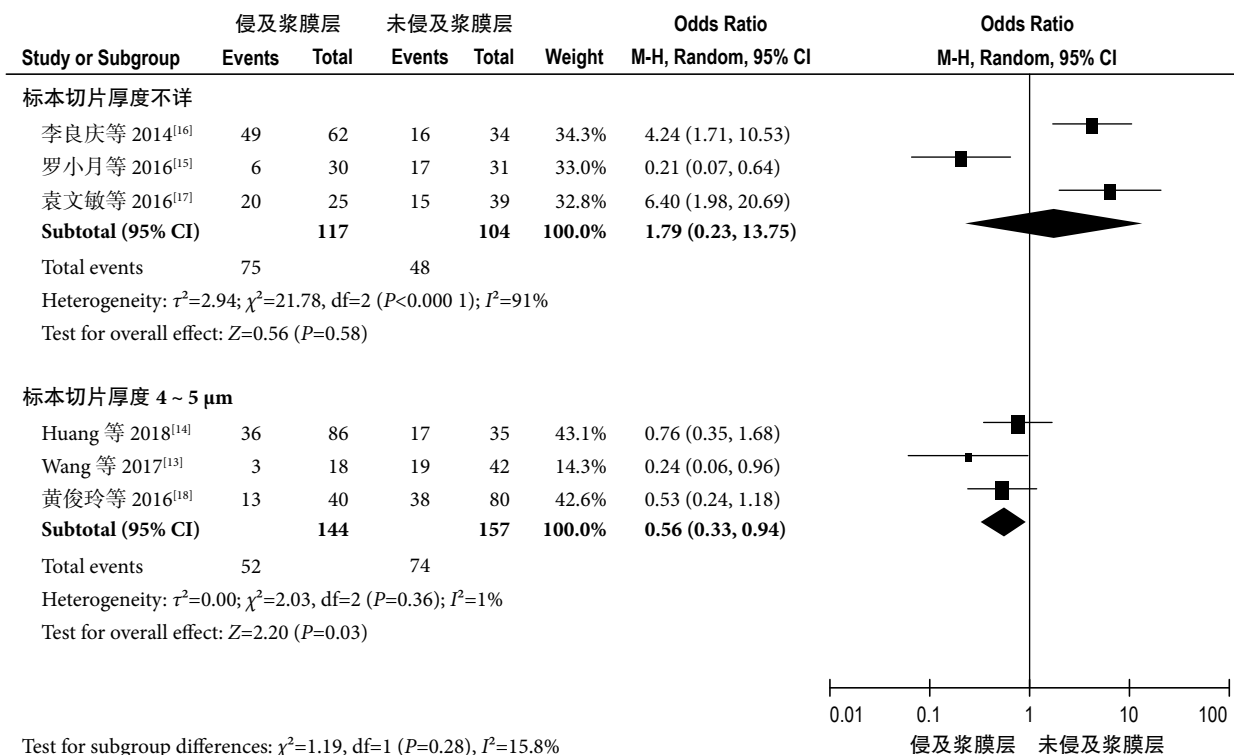 侵及浆膜层 未侵及浆膜层 Odds Ratio Odds Ratio
Study or Subgroup Events Total Events Total Weight M-H, Random, 95% CI M-H, Random, 95% CI
标本切片厚度不详
李良庆等 2014[16] 49 62 16 34 34.3% 4.24 (1.71, 10.53)
罗小月等 2016[15] 6 30 17 31 33.0% 0.21 (0.07, 0.64)
袁文敏等 2016[17] 20 25 15 39 32.8% 6.40 (1.98, 20.69)
Subtotal (95% CI) 117 104 100.0% 1.79 (0.23, 13.75)
Total events 75 48
Heterogeneity: τ²=2.94; χ²=21.78, df=2 (P<0.000 1); I²=91%
Test for overall effect: Z=0.56 (P=0.58)
标本切片厚度 4 ~ 5 μm
Huang 等 2018[14] 36 86 17 35 43.1% 0.76 (0.35, 1.68)
Wang 等 2017[13] 3 18 19 42 14.3% 0.24 (0.06, 0.96)
黄俊玲等 2016[18] 13 40 38 80 42.6% 0.53 (0.24, 1.18)
Subtotal (95% CI) 144 157 100.0% 0.56 (0.33, 0.94)
Total events 52 74
Heterogeneity: τ²=0.00; χ²=2.03, df=2 (P=0.36); I²=1%
Test for overall effect: Z=2.20 (P=0.03)
0.01 0.1 1 10 100
Test for subgroup differences: χ²=1.19, df=1 (P=0.28), I²=15.8% 侵及浆膜层 未侵及浆膜层